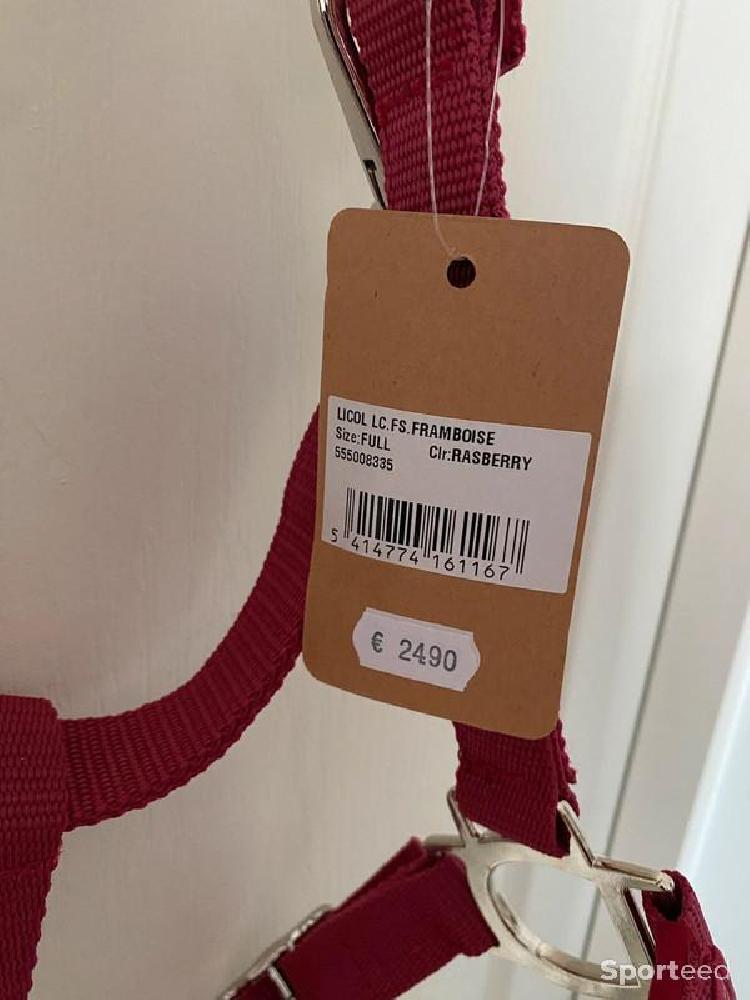 LICOL LC.FS.FRAMBOISE
Size:FULL Clr:RASBERRY
555008335
5 414774 161167
€ 2490
Sporteed